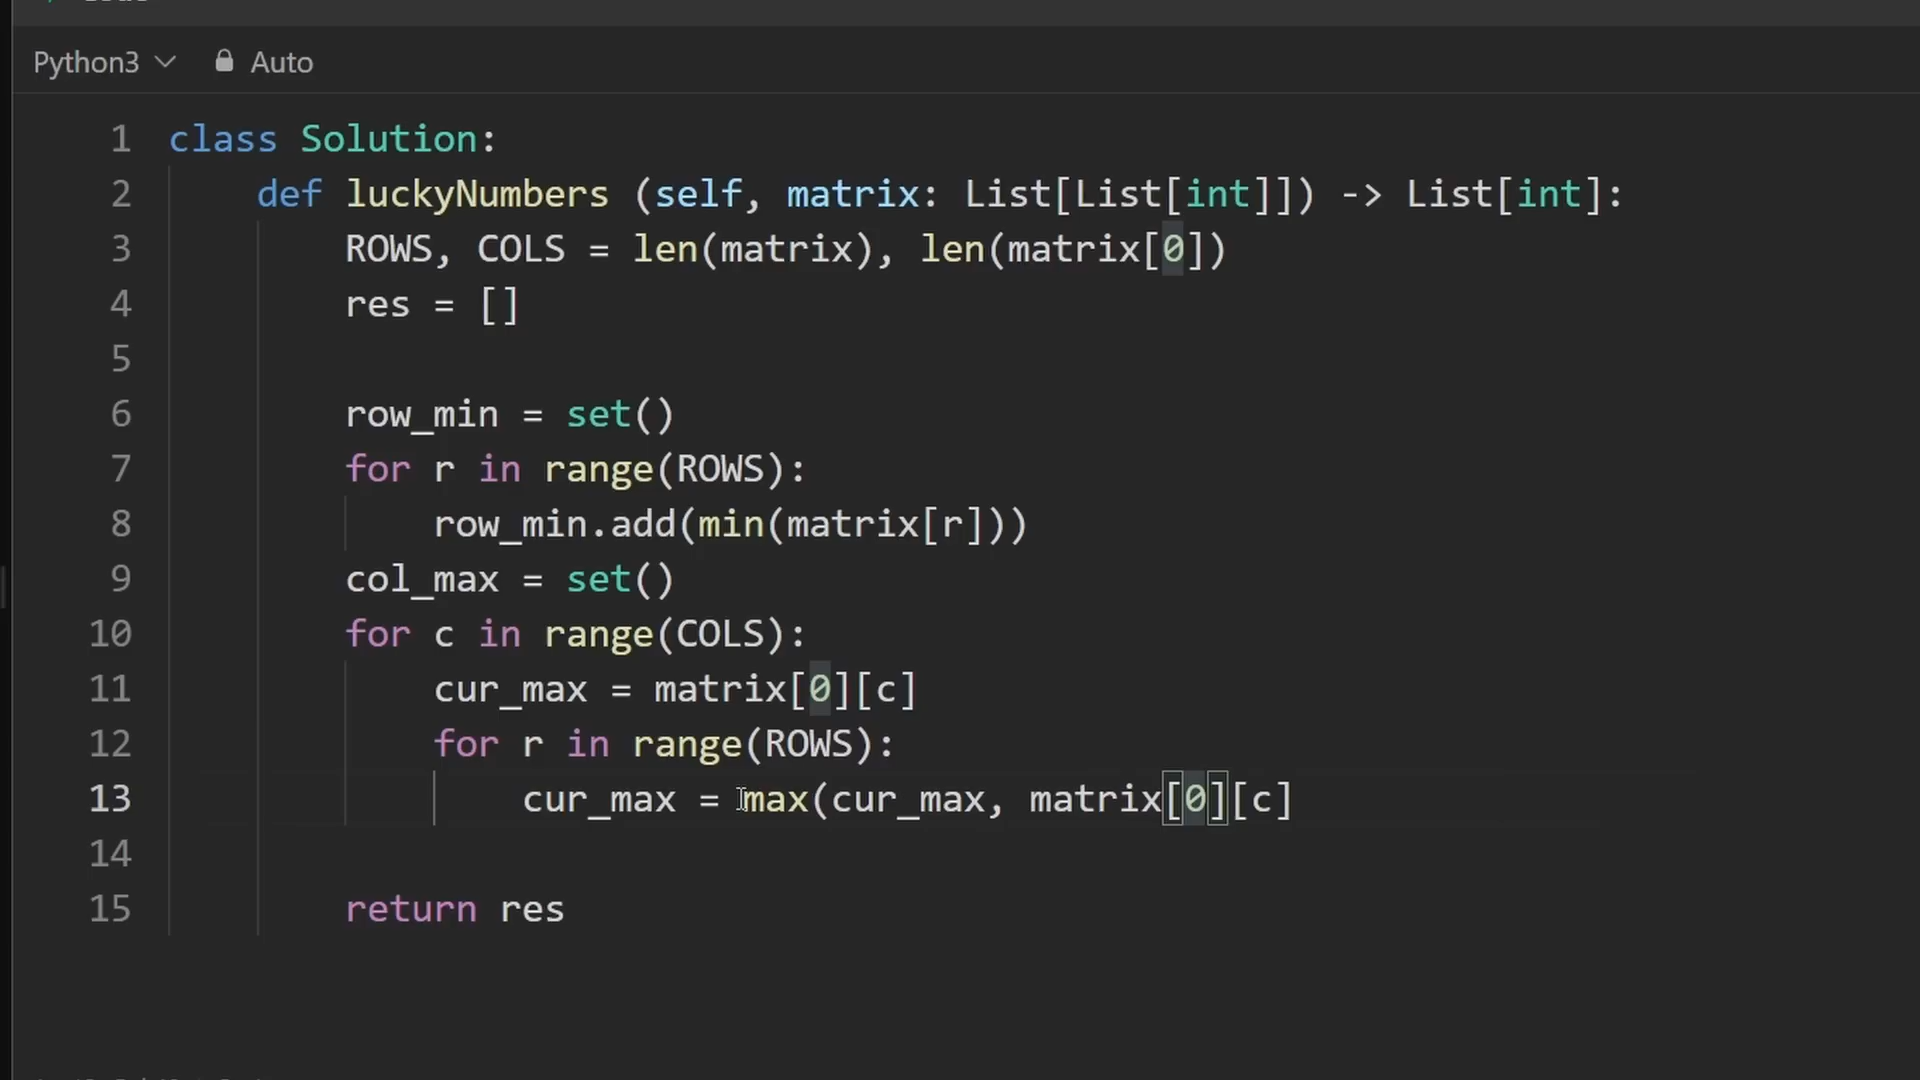 Python3 Auto
1 class Solution:
2 def luckyNumbers (self, matrix: List[List[int]]) -> List[int]:
3 ROWS, COLS = len(matrix), len(matrix[0])
4 res = []
5
6 row_min = set()
7 for r in range(ROWS):
8 row_min.add(min(matrix[r]))
9 col_max = set()
10 for c in range(COLS):
11 cur_max = matrix[0][c]
12 for r in range(ROWS):
13 cur_max = max(cur_max, matrix[0][c]
14
15 return res